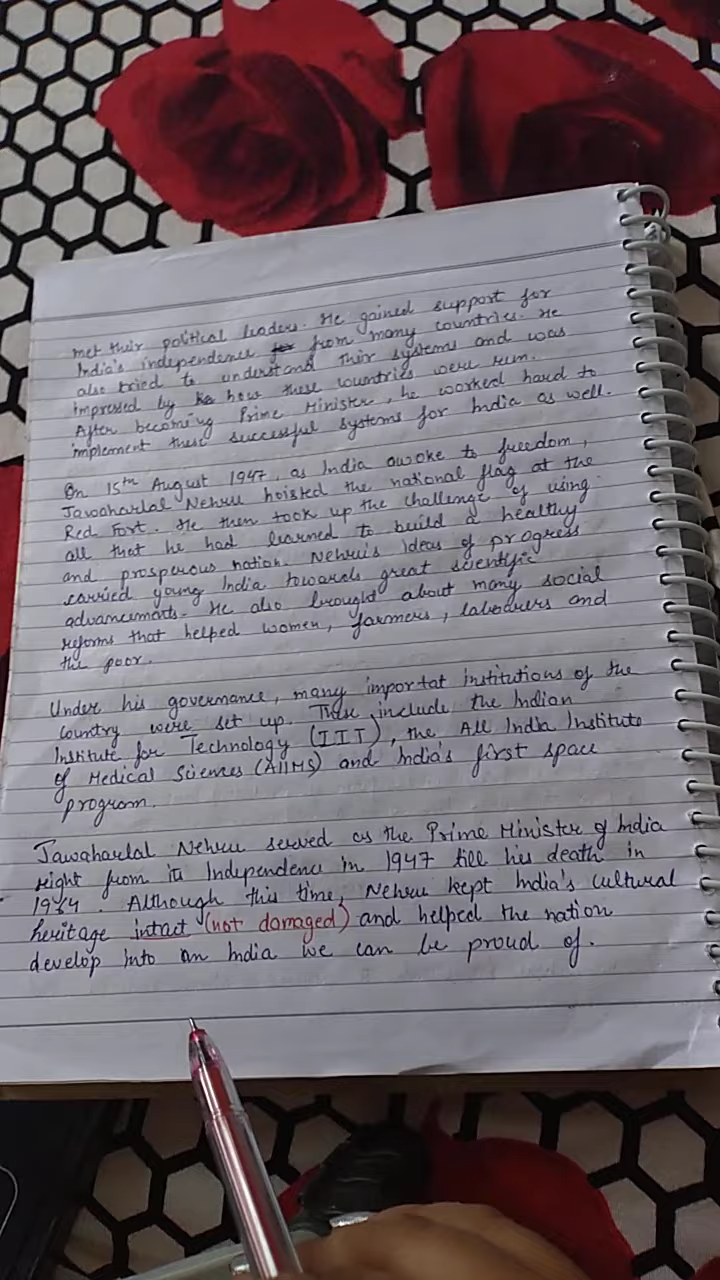 met their political leaders. He gained support for
India's independence from many countries. He
also tried to understand their systems and was
impressed by how these countries were run.
After becoming Prime Minister, he worked hard to
implement these successful systems for India as well.
On 15th August 1947, as India awoke to freedom,
Jawaharlal Nehru hoisted the national flag at the
Red Fort. He then took up the challenge of using
all that he had learned to build a healthy
and prosperous nation. Nehru's ideas of progress
carried young India towards great scientific
advancements. He also brought about many social
reforms that helped women, farmers, labourers and
the poor.
Under his governance, many importat institutions of the
country were set up. These include the Indian
Institute for Technology (IIT), the All India Institute
of Medical Sciences (AIIMS) and India's first space
program.
Jawaharlal Nehru served as the Prime Minister of India
right from its Independence in 1947 till his death in
1964. Although this time, Nehru kept India's cultural
heritage intact (not damaged) and helped the nation
develop into an India we can be proud of.